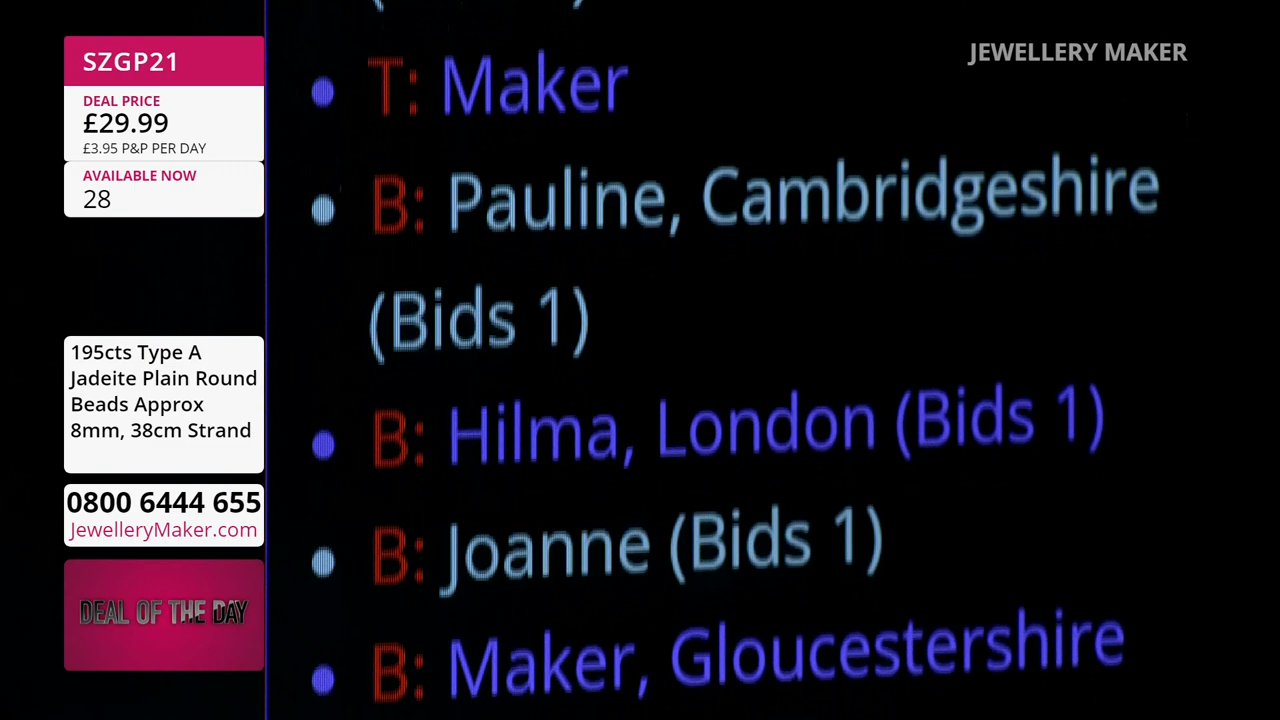 SZGP21
DEAL PRICE
£29.99
£3.95 P&P PER DAY
AVAILABLE NOW
28
195cts Type A
Jadeite Plain Round
Beads Approx
8mm, 38cm Strand
0800 6444 655
JewelleryMaker.com
DEAL OF THE DAY
JEWELLERY MAKER
• T: Maker
• B: Pauline, Cambridgeshire
(Bids 1)
• B: Hilma, London (Bids 1)
• B: Joanne (Bids 1)
• B: Maker, Gloucestershire